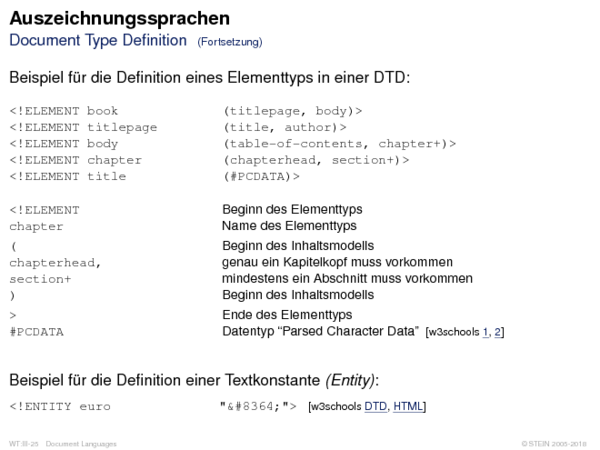 Auszeichnungssprachen
Document Type Definition (Fortsetzung)
Beispiel für die Definition eines Elementtyps in einer DTD:
<!ELEMENT book (titlepage, body)>
<!ELEMENT titlepage (title, author)>
<!ELEMENT body (table-of-contents, chapter+)>
<!ELEMENT chapter (chapterhead, section+)>
<!ELEMENT title (#PCDATA)>
<!ELEMENT Beginn des Elementtyps
chapter Name des Elementtyps
( Beginn des Inhaltsmodells
chapterhead, genau ein Kapitelkopf muss vorkommen
section+ mindestens ein Abschnitt muss vorkommen
) Beginn des Inhaltsmodells
> Ende des Elementtyps
#PCDATA Datentyp “Parsed Character Data” [w3schools 1, 2]
Beispiel für die Definition einer Textkonstante (Entity):
<!ENTITY euro "&#8364;"> [w3schools DTD, HTML]
WT:III-25 Document Languages © STEIN 2005-2018